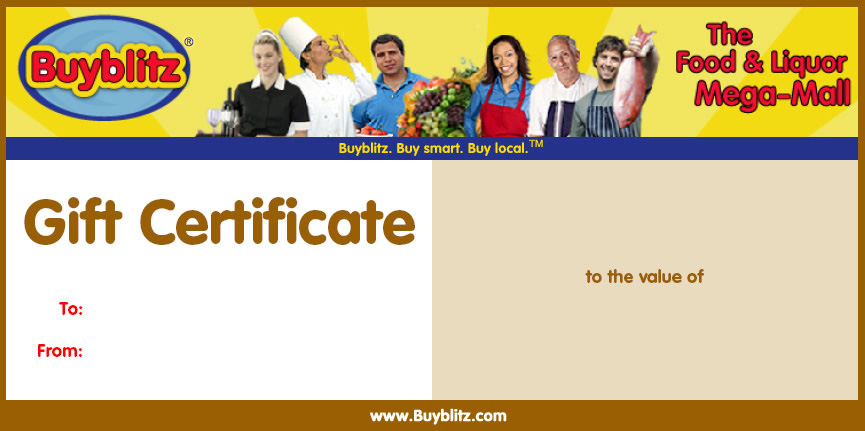 Buyblitz®
The
Food & Liquor
Mega-Mall
Buyblitz. Buy smart. Buy local.™
Gift Certificate
to the value of
To:
From:
www.Buyblitz.com